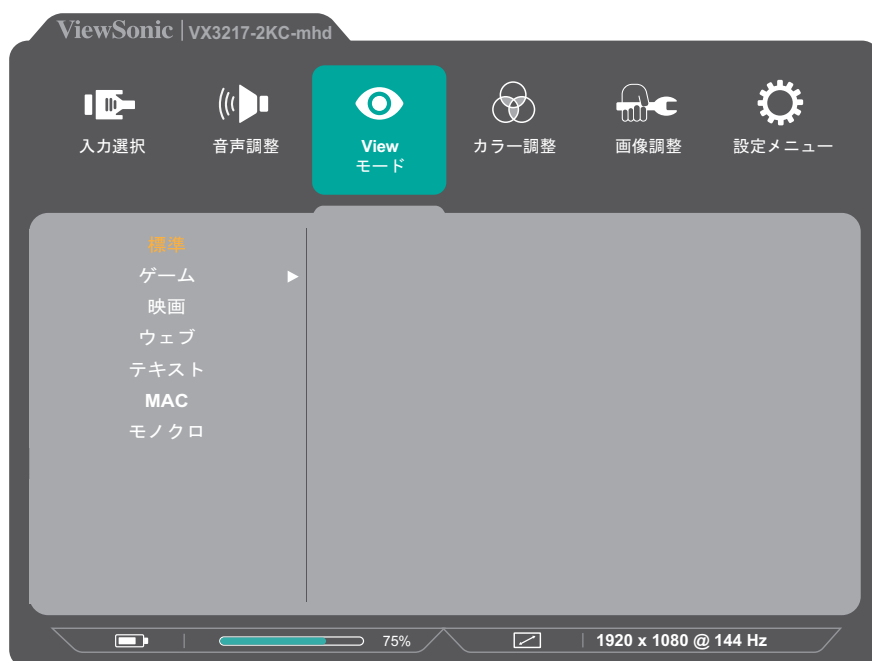 ViewSonic | VX3217-2KC-mhd
入力選択 音声調整 View モード カラー調整 画像調整 設定メニュー
標準
ゲーム ▶
映画
ウェブ
テキスト
MAC
モノクロ
75% 1920 x 1080 @ 144 Hz